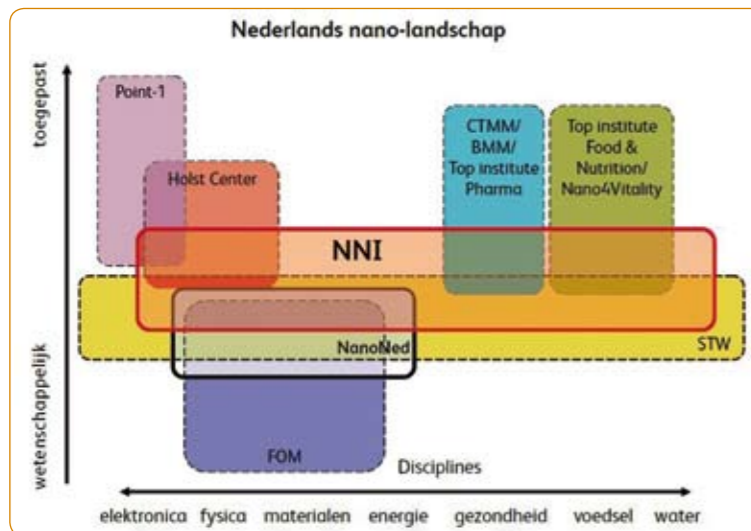 Nederlands nano-landschap
toegepast
wetenschappelijk
Point-1
Holst Center
CTMM/
BMM/
Top institute
Pharma
Top institute
Food &
Nutrition/
Nano4Vitality
NNI
NanoNed
STW
FOM
Disciplines
elektronica fysica materialen energie gezondheid voedsel water